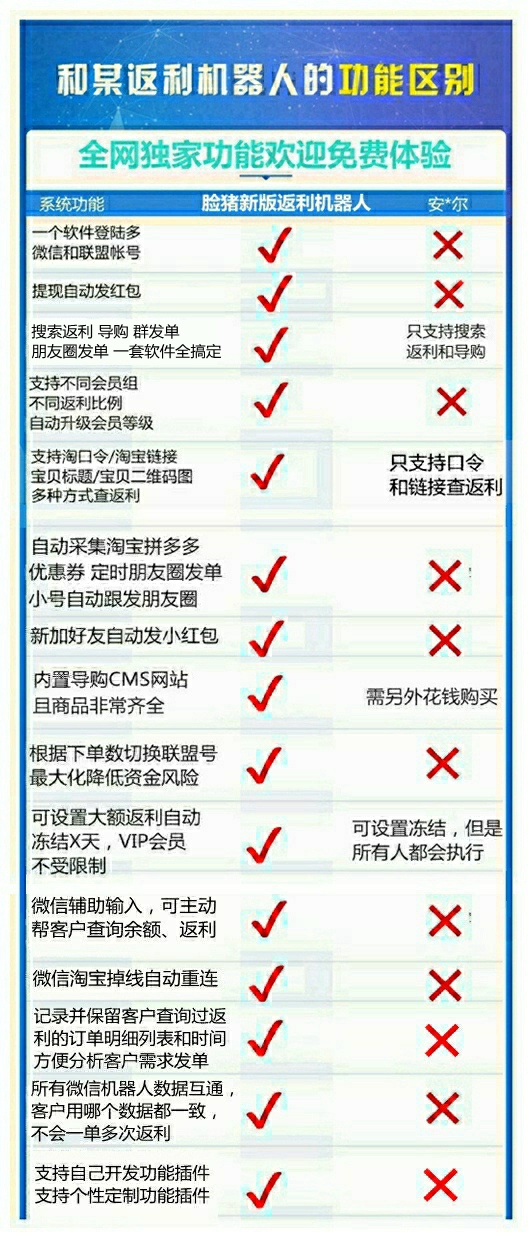 和某返利机器人的功能区别
全网独家功能欢迎免费体验
系统功能 脸猪新版返利机器人 安*尔
一个软件登陆多
微信和联盟帐号
提现自动发红包
搜索返利 导购 群发单
朋友圈发单 一套软件全搞定
只支持搜索
返利和导购
支持不同会员组
不同返利比例
自动升级会员等级
支持淘口令/淘宝链接
宝贝标题/宝贝二维码图
多种方式查返利
只支持口令
和链接查返利
自动采集淘宝拼多多
优惠券 定时朋友圈发单
小号自动跟发朋友圈
新加好友自动发小红包
内置导购CMS网站
且商品非常齐全
需另外花钱购买
根据下单数切换联盟号
最大化降低资金风险
可设置大额返利自动
冻结X天，VIP会员
不受限制
可设置冻结，但是
所有人都会执行
微信辅助输入，可主动
帮客户查询余额、返利
微信淘宝掉线自动重连
记录并保留客户查询过返
利的订单明细列表和时间
方便分析客户需求发单
所有微信机器人数据互通，
客户用哪个数据都一致，
不会一单多次返利
支持自己开发功能插件
支持个性定制功能插件